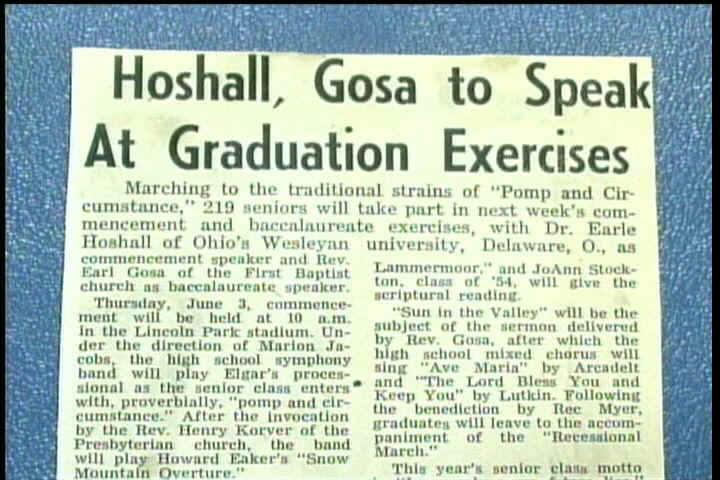 Hoshall, Gosa to Speak
At Graduation Exercises
Marching to the traditional strains of "Pomp and Cir-
cumstance," 219 seniors will take part in next week's com-
mencement and baccalaureate exercises, with Dr. Earle
Hoshall of Ohio's Wesleyan university, Delaware, O., as
commencement speaker and Rev.
Earl Gosa of the First Baptist
church as baccalaureate speaker.
Thursday, June 3, commence-
ment will be held at 10 a.m.
in the Lincoln Park stadium. Un-
der the direction of Marion Ja-
cobs, the high school symphony
band will play Elgar's proces-
sional as the senior class enters
with, proverbially, "pomp and cir-
cumstance." After the invocation
by the Rev. Henry Korver of the
Presbyterian church, the band
will play Howard Eaker's "Snow
Mountain Overture."
Lammermoor," and JoAnn Stock-
ton, class of '54, will give the
scriptural reading.
"Sun in the Valley" will be the
subject of the sermon delivered
by Rev. Gosa, after which the
high school mixed chorus will
sing "Ave Maria" by Arcadelt
and "The Lord Bless You and
Keep You" by Lutkin. Following
the benediction by Rec Myer,
graduates will leave to the accom-
paniment of the "Recessional
March."
This year's senior class motto